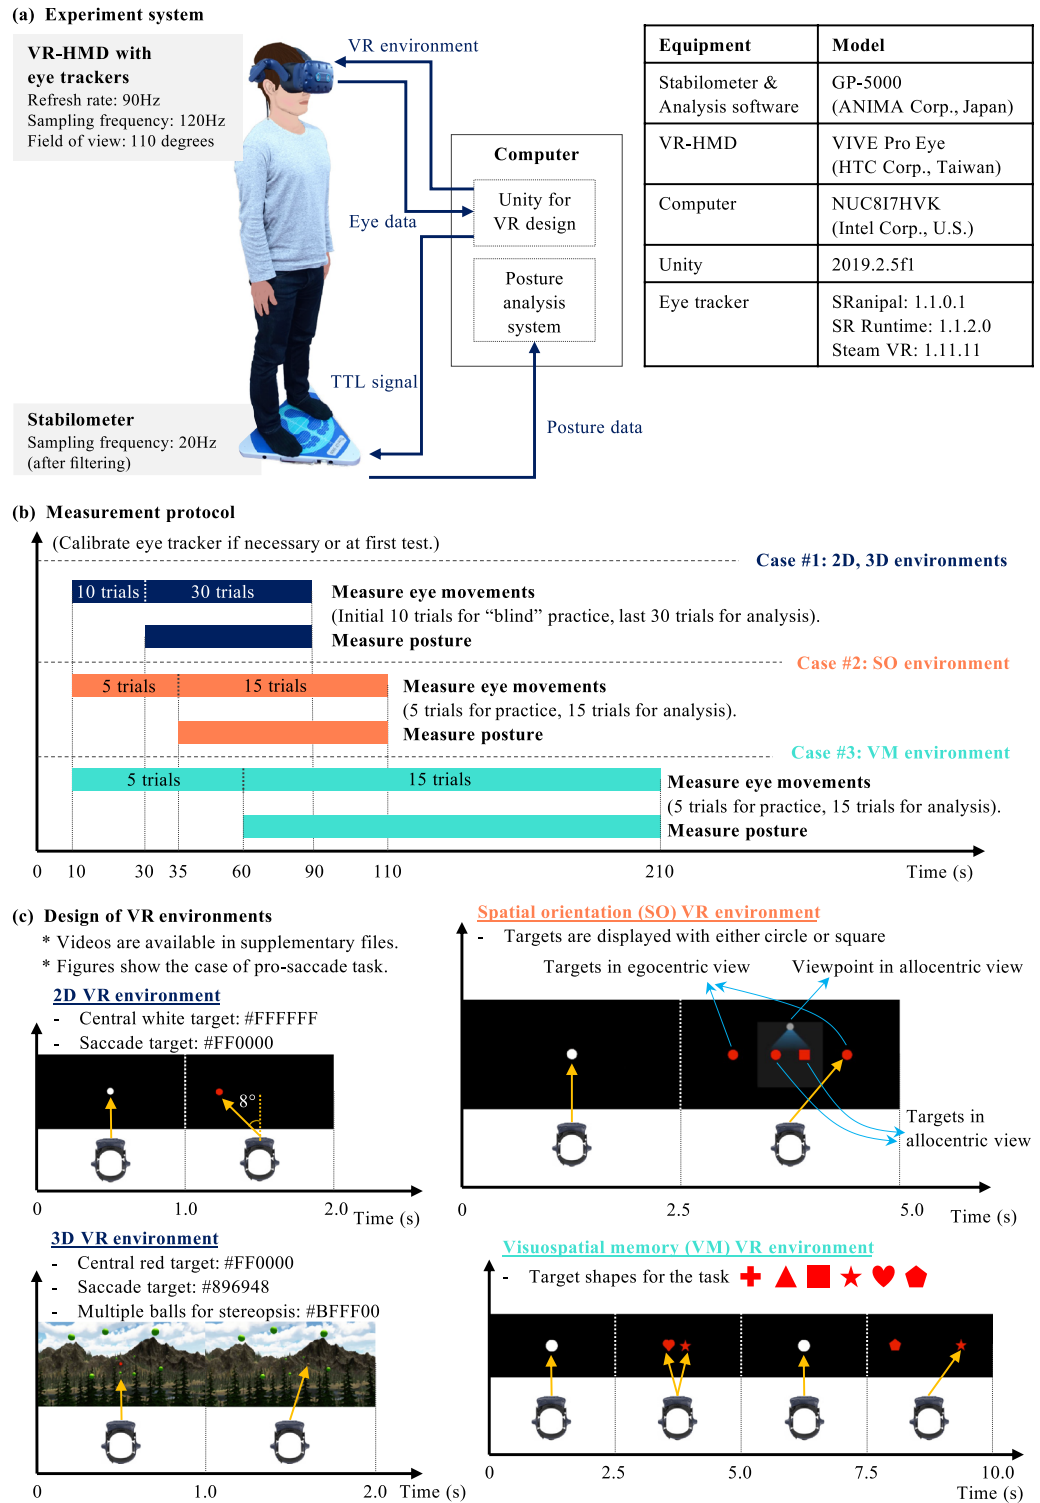 (a) Experiment system
VR-HMD with
eye trackers
Refresh rate: 90Hz
Sampling frequency: 120Hz
Field of view: 110 degrees
VR environment
Eye data
TTL signal
Posture data
Computer
Unity for
VR design
Posture
analysis
system
Stabilometer
Sampling frequency: 20Hz
(after filtering)
Equipment Model
Stabilometer & GP-5000
Analysis software (ANIMA Corp., Japan)
VR-HMD VIVE Pro Eye
(HTC Corp., Taiwan)
Computer NUC8I7HVK
(Intel Corp., U.S.)
Unity 2019.2.5f1
Eye tracker SRanipal: 1.1.0.1
SR Runtime: 1.1.2.0
Steam VR: 1.11.11
(b) Measurement protocol
(Calibrate eye tracker if necessary or at first test.)
Case #1: 2D, 3D environments
10 trials 30 trials
Measure eye movements
(Initial 10 trials for “blind” practice, last 30 trials for analysis).
Measure posture
Case #2: SO environment
5 trials 15 trials
Measure eye movements
(5 trials for practice, 15 trials for analysis).
Measure posture
Case #3: VM environment
5 trials 15 trials
Measure eye movements
(5 trials for practice, 15 trials for analysis).
Measure posture
0 10 30 35 60 90 110 210 Time (s)
(c) Design of VR environments
* Videos are available in supplementary files.
* Figures show the case of pro-saccade task.
2D VR environment
- Central white target: #FFFFFF
- Saccade target: #FF0000
8°
0 1.0 2.0 Time (s)
Spatial orientation (SO) VR environment
- Targets are displayed with either circle or square
Targets in egocentric view Viewpoint in allocentric view
Targets in
allocentric view
0 2.5 5.0 Time (s)
3D VR environment
- Central red target: #FF0000
- Saccade target: #896948
- Multiple balls for stereopsis: #BFFF00
0 1.0 2.0 Time (s)
Visuospatial memory (VM) VR environment
- Target shapes for the task
0 2.5 5.0 7.5 10.0
Time (s)